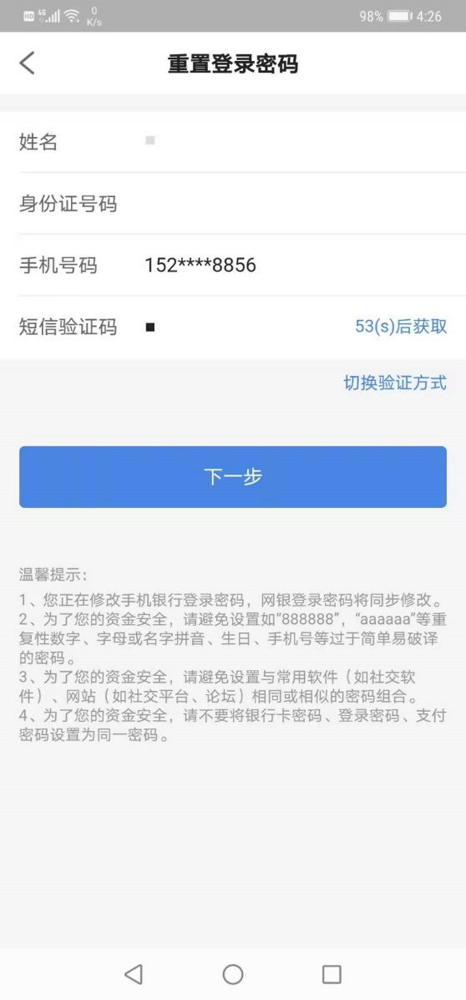 HD 4G 0 K/s 98% 4:26
重置登录密码
姓名
身份证号码
手机号码 152****8856
短信验证码 53(s)后获取
切换验证方式
下一步
温馨提示：
1、您正在修改手机银行登录密码，网银登录密码将同步修改。
2、为了您的资金安全，请避免设置如“888888”，“aaaaaa”等重
复性数字、字母或名字拼音、生日、手机号等过于简单易破译
的密码。
3、为了您的资金安全，请避免设置与常用软件（如社交软
件）、网站（如社交平台、论坛）相同或相似的密码组合。
4、为了您的资金安全，请不要将银行卡密码、登录密码、支付
密码设置为同一密码。